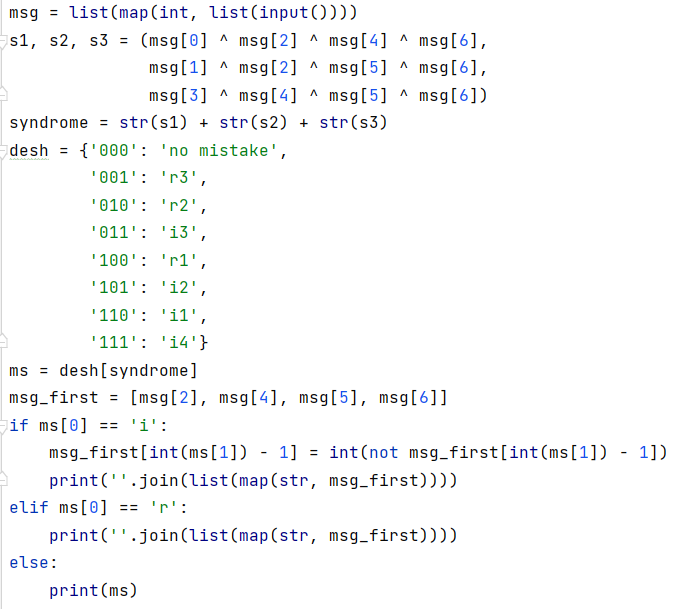 msg = list(map(int, list(input())))
s1, s2, s3 = (msg[0] ^ msg[2] ^ msg[4] ^ msg[6],
              msg[1] ^ msg[2] ^ msg[5] ^ msg[6],
              msg[3] ^ msg[4] ^ msg[5] ^ msg[6])
syndrome = str(s1) + str(s2) + str(s3)
desh = {'000': 'no mistake',
        '001': 'r3',
        '010': 'r2',
        '011': 'i3',
        '100': 'r1',
        '101': 'i2',
        '110': 'i1',
        '111': 'i4'}
ms = desh[syndrome]
msg_first = [msg[2], msg[4], msg[5], msg[6]]
if ms[0] == 'i':
    msg_first[int(ms[1]) - 1] = int(not msg_first[int(ms[1]) - 1])
    print(''.join(list(map(str, msg_first))))
elif ms[0] == 'r':
    print(''.join(list(map(str, msg_first))))
else:
    print(ms)